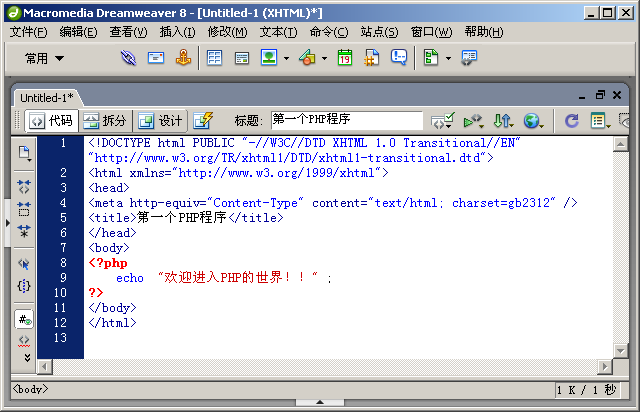 Macromedia Dreamweaver 8 - [Untitled-1 (XHTML)*]
文件(F) 编辑(E) 查看(V) 插入(I) 修改(M) 文本(T) 命令(C) 站点(S) 窗口(W) 帮助(H)
常用
19
Untitled-1*
代码 拆分 设计 标题: 第一个PHP程序
1 <!DOCTYPE html PUBLIC "-//W3C//DTD XHTML 1.0 Transitional//EN"
"http://www.w3.org/TR/xhtml1/DTD/xhtml1-transitional.dtd">
2 <html xmlns="http://www.w3.org/1999/xhtml">
3 <head>
4 <meta http-equiv="Content-Type" content="text/html; charset=gb2312" />
5 <title>第一个PHP程序</title>
6 </head>
7 <body>
8 <?php
9 echo "欢迎进入PHP的世界！！" ;
10 ?>
11 </body>
12 </html>
13
<body> 1 K / 1 秒